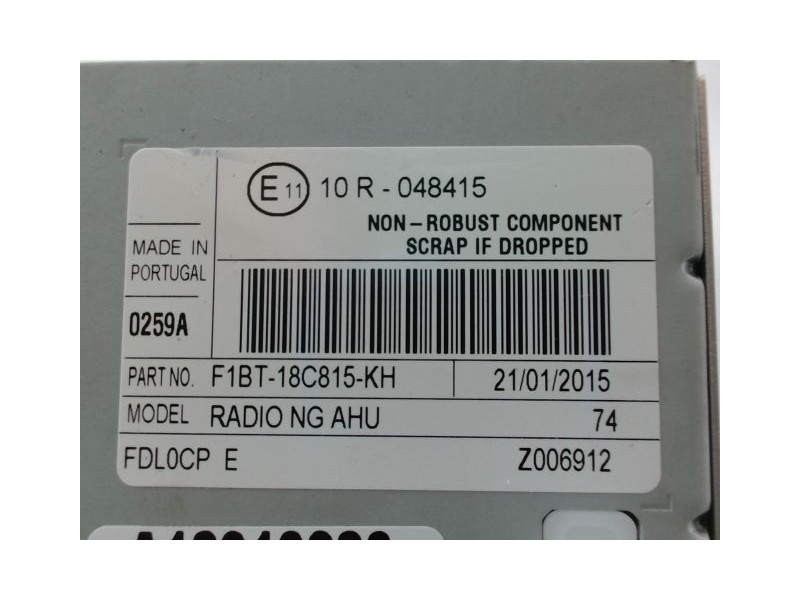 E 11 10 R - 048415
NON-ROBUST COMPONENT
SCRAP IF DROPPED
MADE IN
PORTUGAL
0259A
PART NO. F1BT-18C815-KH 21/01/2015
MODEL RADIO NG AHU 74
FDL0CP E Z006912